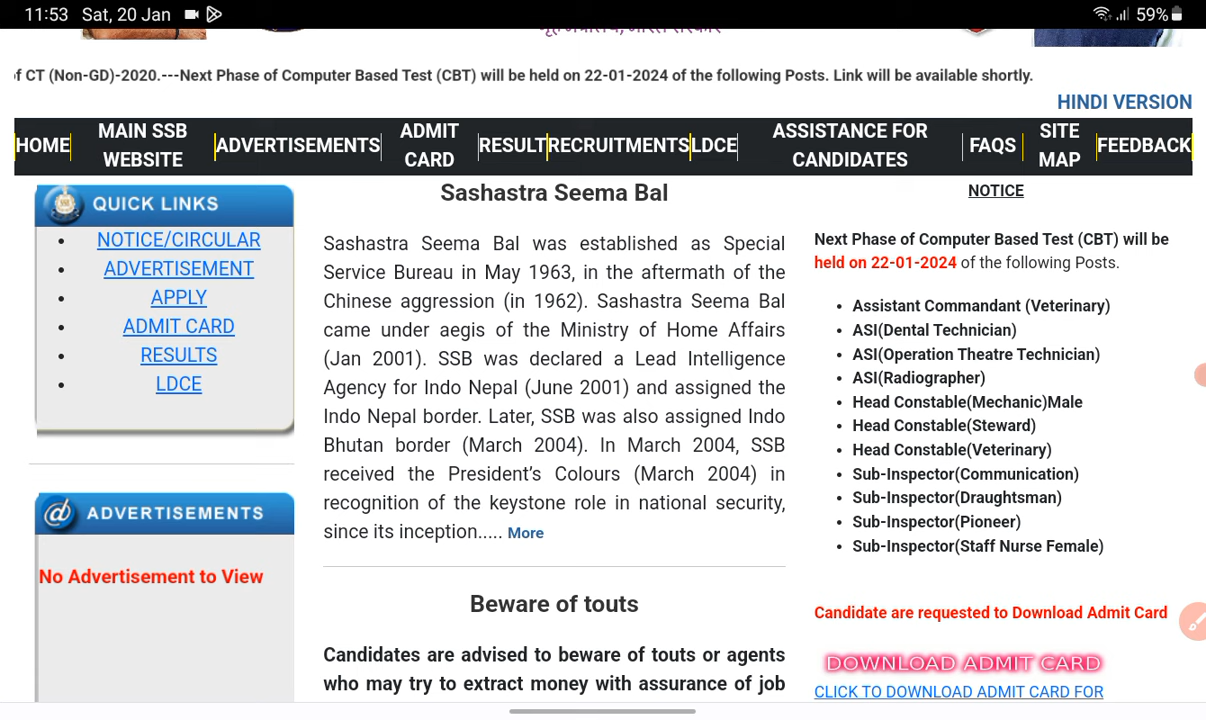 11:53 Sat, 20 Jan
59%
गृह मंत्रालय, भारत सरकार
of CT (Non-GD)-2020.---Next Phase of Computer Based Test (CBT) will be held on 22-01-2024 of the following Posts. Link will be available shortly.
HINDI VERSION
HOME
MAIN SSB
WEBSITE
ADVERTISEMENTS
ADMIT
CARD
RESULT
RECRUITMENTS
LDCE
ASSISTANCE FOR
CANDIDATES
FAQS
SITE
MAP
FEEDBACK
QUICK LINKS
NOTICE/CIRCULAR
ADVERTISEMENT
APPLY
ADMIT CARD
RESULTS
LDCE
ADVERTISEMENTS
No Advertisement to View
Sashastra Seema Bal
Sashastra Seema Bal was established as Special
Service Bureau in May 1963, in the aftermath of the
Chinese aggression (in 1962). Sashastra Seema Bal
came under aegis of the Ministry of Home Affairs
(Jan 2001). SSB was declared a Lead Intelligence
Agency for Indo Nepal (June 2001) and assigned the
Indo Nepal border. Later, SSB was also assigned Indo
Bhutan border (March 2004). In March 2004, SSB
received the President's Colours (March 2004) in
recognition of the keystone role in national security,
since its inception..... More
Beware of touts
Candidates are advised to beware of touts or agents
who may try to extract money with assurance of job
NOTICE
Next Phase of Computer Based Test (CBT) will be
held on 22-01-2024 of the following Posts.
Assistant Commandant (Veterinary)
ASI(Dental Technician)
ASI(Operation Theatre Technician)
ASI(Radiographer)
Head Constable(Mechanic)Male
Head Constable(Steward)
Head Constable(Veterinary)
Sub-Inspector(Communication)
Sub-Inspector(Draughtsman)
Sub-Inspector(Pioneer)
Sub-Inspector(Staff Nurse Female)
Candidate are requested to Download Admit Card
DOWNLOAD ADMIT CARD
CLICK TO DOWNLOAD ADMIT CARD FOR